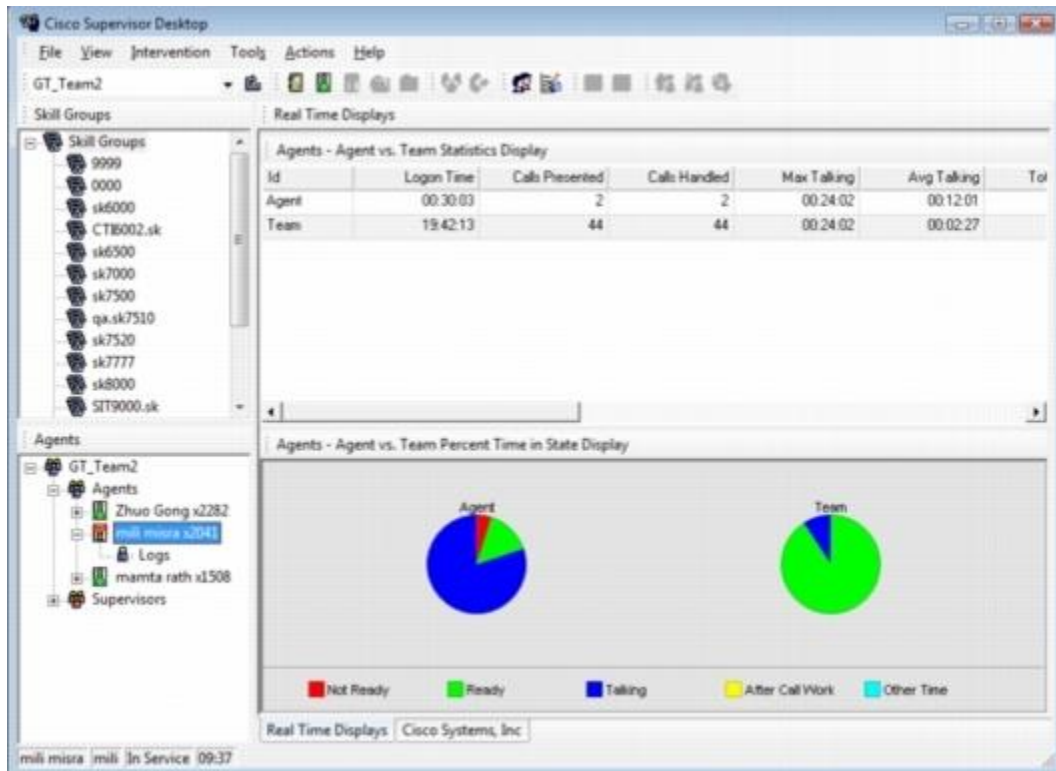 Cisco Supervisor Desktop
File View Intervention Tools Actions Help
GT_Team2
Skill Groups
Skill Groups
9999
0000
sk6000
CTI6002.sk
sk6500
sk7000
sk7500
qa.sk7510
sk7520
sk7777
sk8000
SIT9000.sk
Agents
GT_Team2
Agents
Zhuo Gong x2282
mili misra x2041
Logs
mamta rath x1508
Supervisors
Real Time Displays
Agents - Agent vs. Team Statistics Display
Id Logon Time Calls Presented Calls Handled Max Talking Avg Talking Tot
Agent 00:30:03 2 2 00:24:02 00:12:01
Team 19:42:13 44 44 00:24:02 00:02:27
Agents - Agent vs. Team Percent Time in State Display
Agent Team
Not Ready Ready Talking After Call Work Other Time
Real Time Displays Cisco Systems, Inc
mili misra mili In Service 09:37